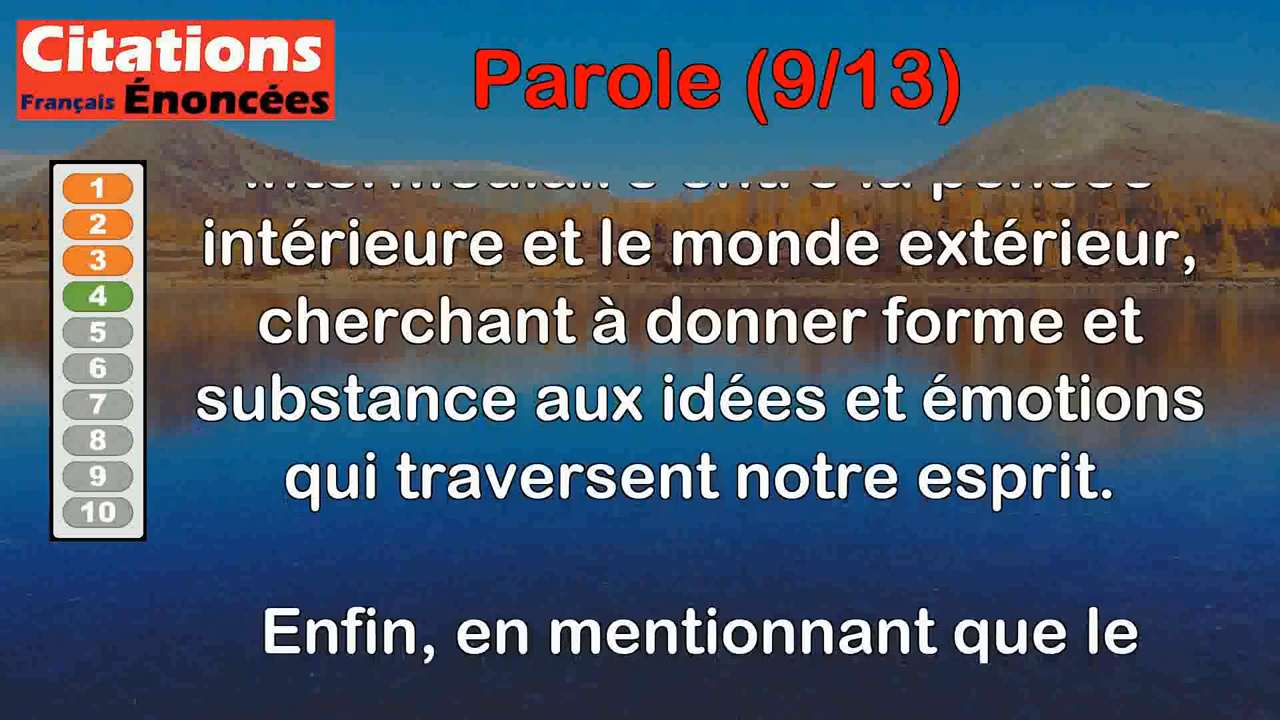 Citations
Français Énoncées
Parole (9/13)
1
2
3
4
5
6
7
8
9
10
intérieure et le monde extérieur,
cherchant à donner forme et
substance aux idées et émotions
qui traversent notre esprit.
Enfin, en mentionnant que le